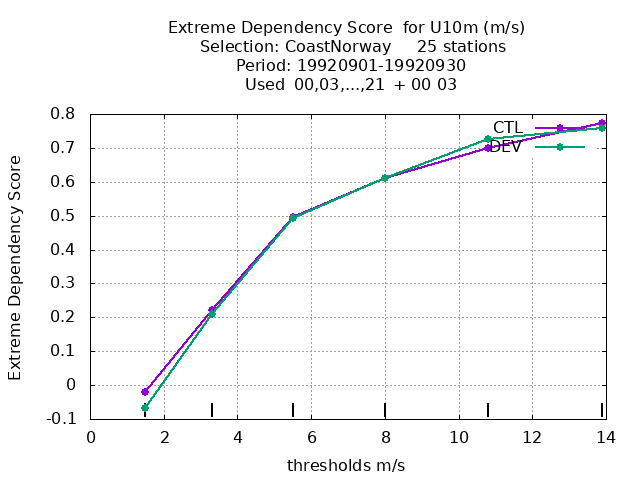 Extreme Dependency Score  for U10m (m/s)
Selection: CoastNorway     25 stations
Period: 19920901-19920930
Used  00,03,...,21  + 00 03
Extreme Dependency Score
0.8
0.7
0.6
0.5
0.4
0.3
0.2
0.1
0
-0.1
CTL
DEV
0 2 4 6 8 10 12 14
thresholds m/s